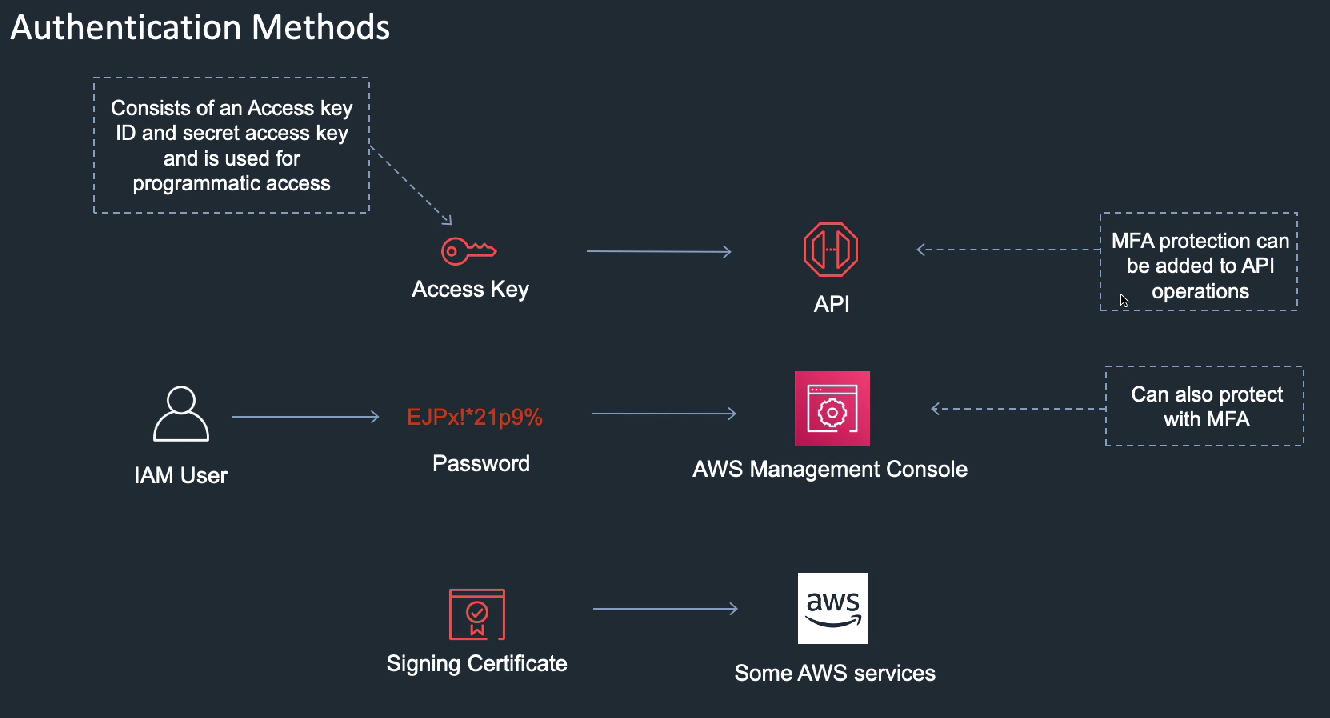 Authentication Methods
Consists of an Access key
ID and secret access key
and is used for
programmatic access
Access Key
API
MFA protection can
be added to API
operations
IAM User
EJPx!*21p9%
Password
AWS Management Console
Can also protect
with MFA
Signing Certificate
aws
Some AWS services